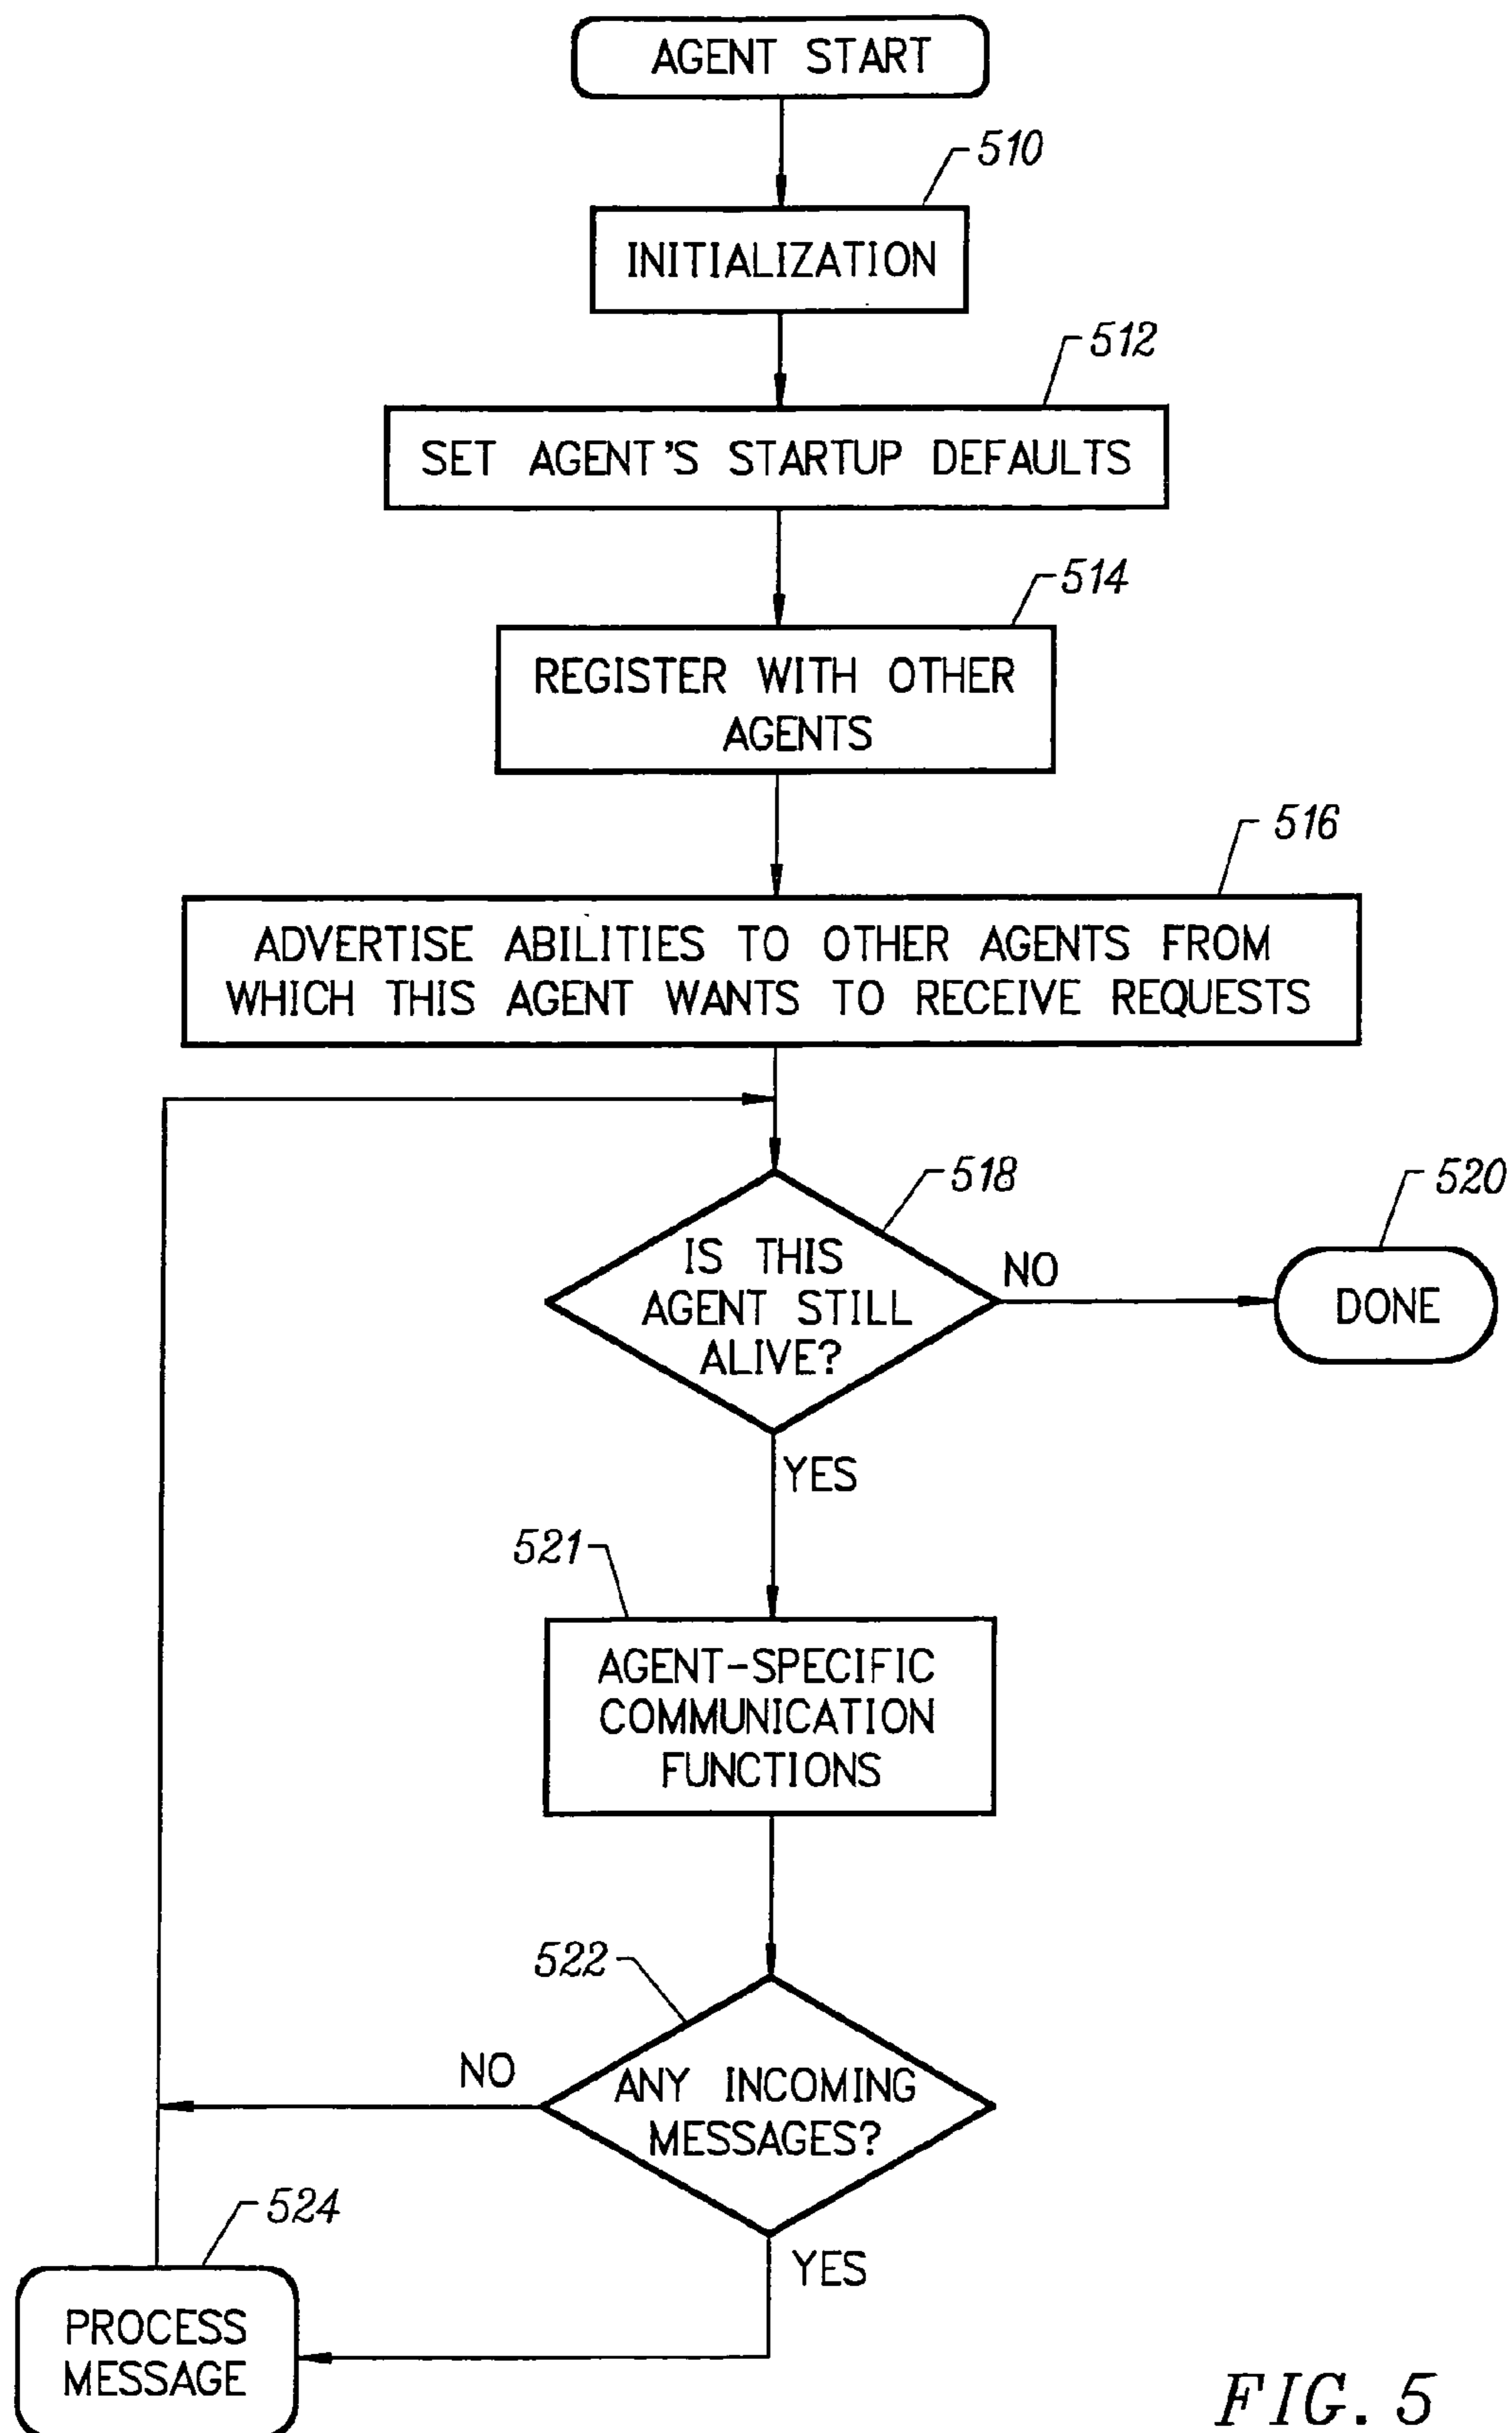 AGENT START
510
INITIALIZATION
512
SET AGENT'S STARTUP DEFAULTS
514
REGISTER WITH OTHER
AGENTS
516
ADVERTISE ABILITIES TO OTHER AGENTS FROM
WHICH THIS AGENT WANTS TO RECEIVE REQUESTS
518
520
IS THIS
AGENT STILL
ALIVE?
NO
DONE
YES
521
AGENT-SPECIFIC
COMMUNICATION
FUNCTIONS
522
NO
ANY INCOMING
MESSAGES?
524
YES
PROCESS
MESSAGE
FIG. 5